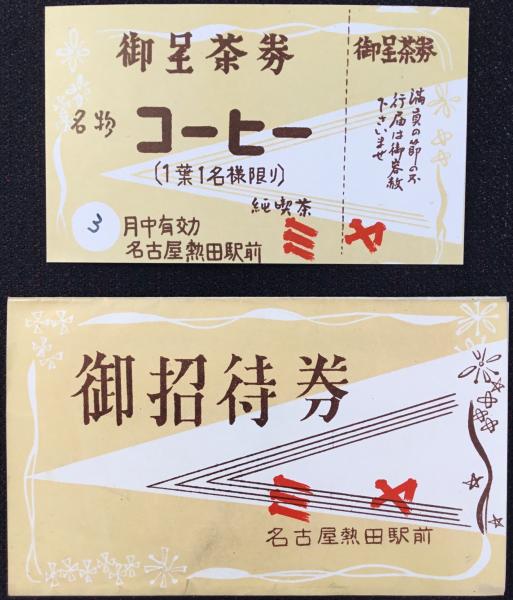 御呈茶券
名物
コーヒー
(1葉1名様限り)
純喫茶
3
月中有効
名古屋熱田駅前
ミヤ
御呈茶券
満員の節の不
行届は御容赦
下さいませ
御招待券
ミヤ
名古屋熱田駅前